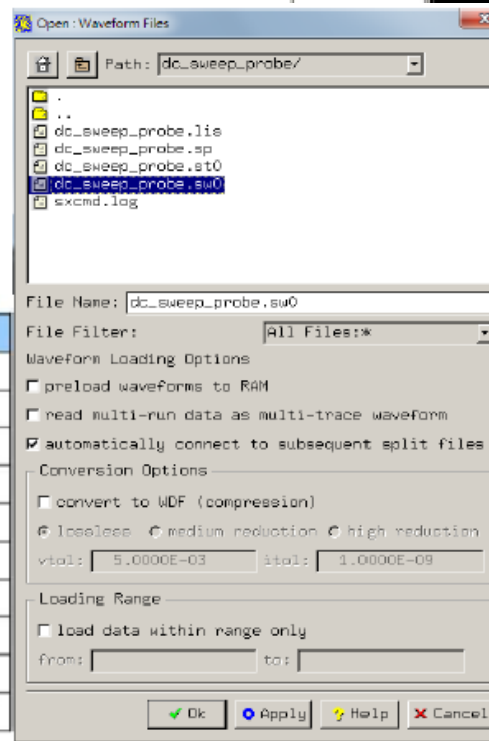 Open : Waveform Files
Path: dc_sweep_probe/
.
..
dc_sweep_probe.lis
dc_sweep_probe.sp
dc_sweep_probe.st0
dc_sweep_probe.sw0
sxcmd.log
File Name: dc_sweep_probe.sw0
File Filter: All Files:*
Waveform Loading Options
preload waveforms to RAM
read multi-run data as multi-trace waveform
automatically connect to subsequent split files
Conversion Options
convert to WDF (compression)
lossless medium reduction high reduction
vtol: 5.0000E-03 itol: 1.0000E-09
Loading Range
load data within range only
from: to:
Ok Apply Help Cancel